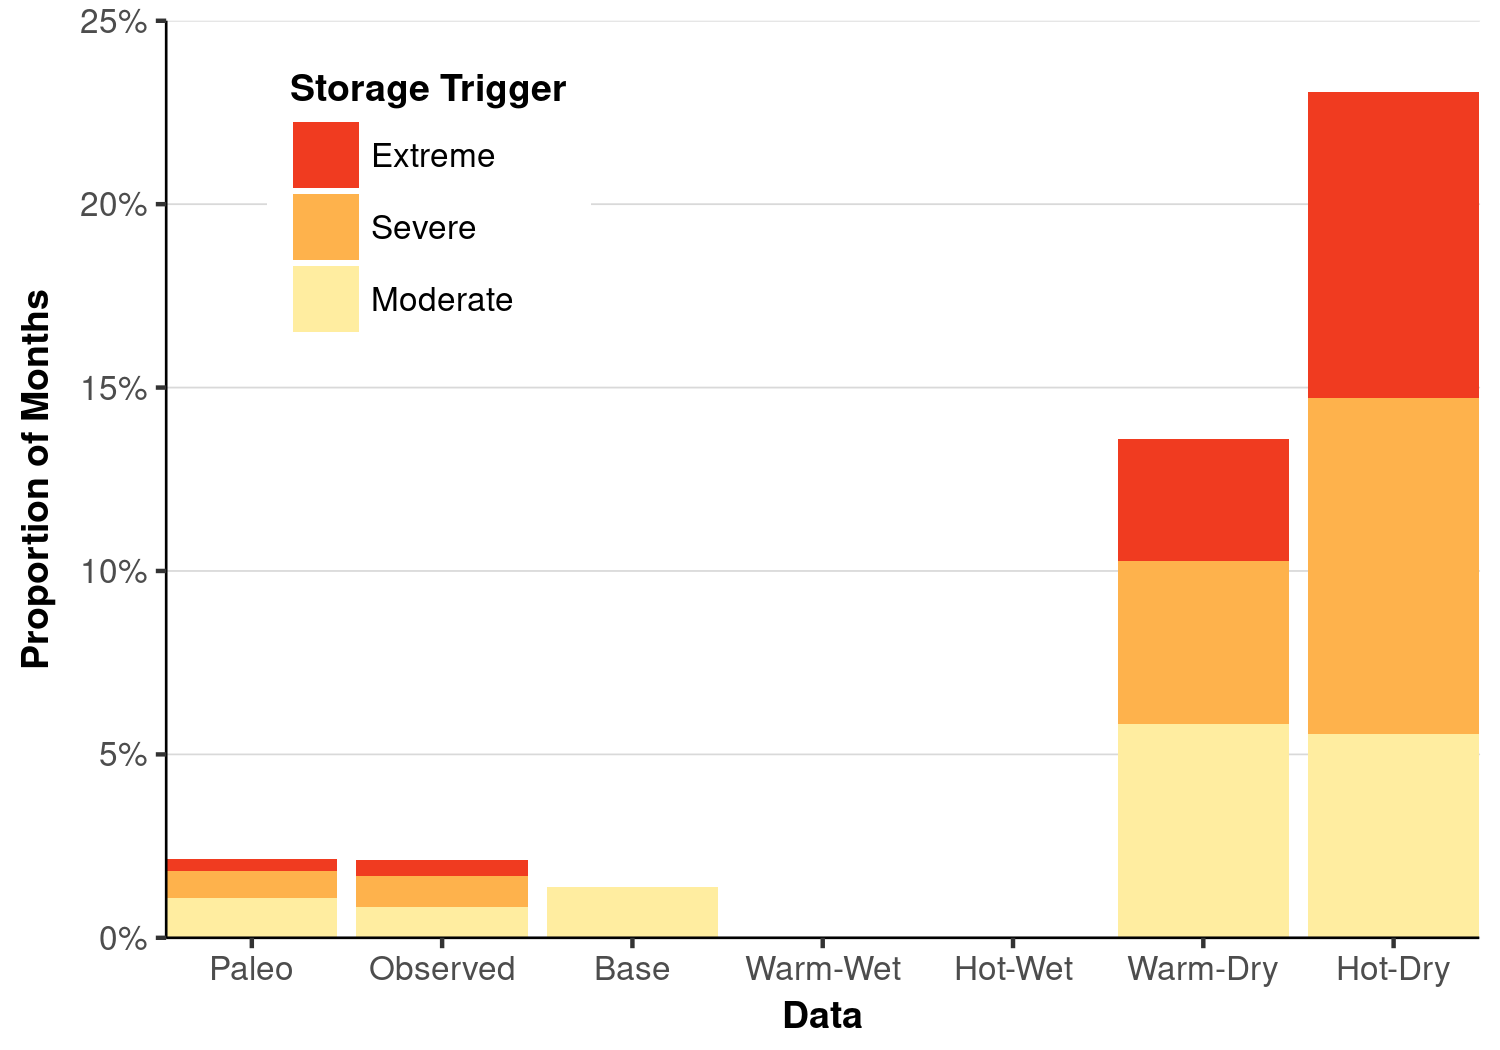 25%
20%
15%
10%
5%
0%
Proportion of Months
Storage Trigger
Extreme
Severe
Moderate
Paleo Observed Base Warm-Wet Hot-Wet Warm-Dry Hot-Dry
Data